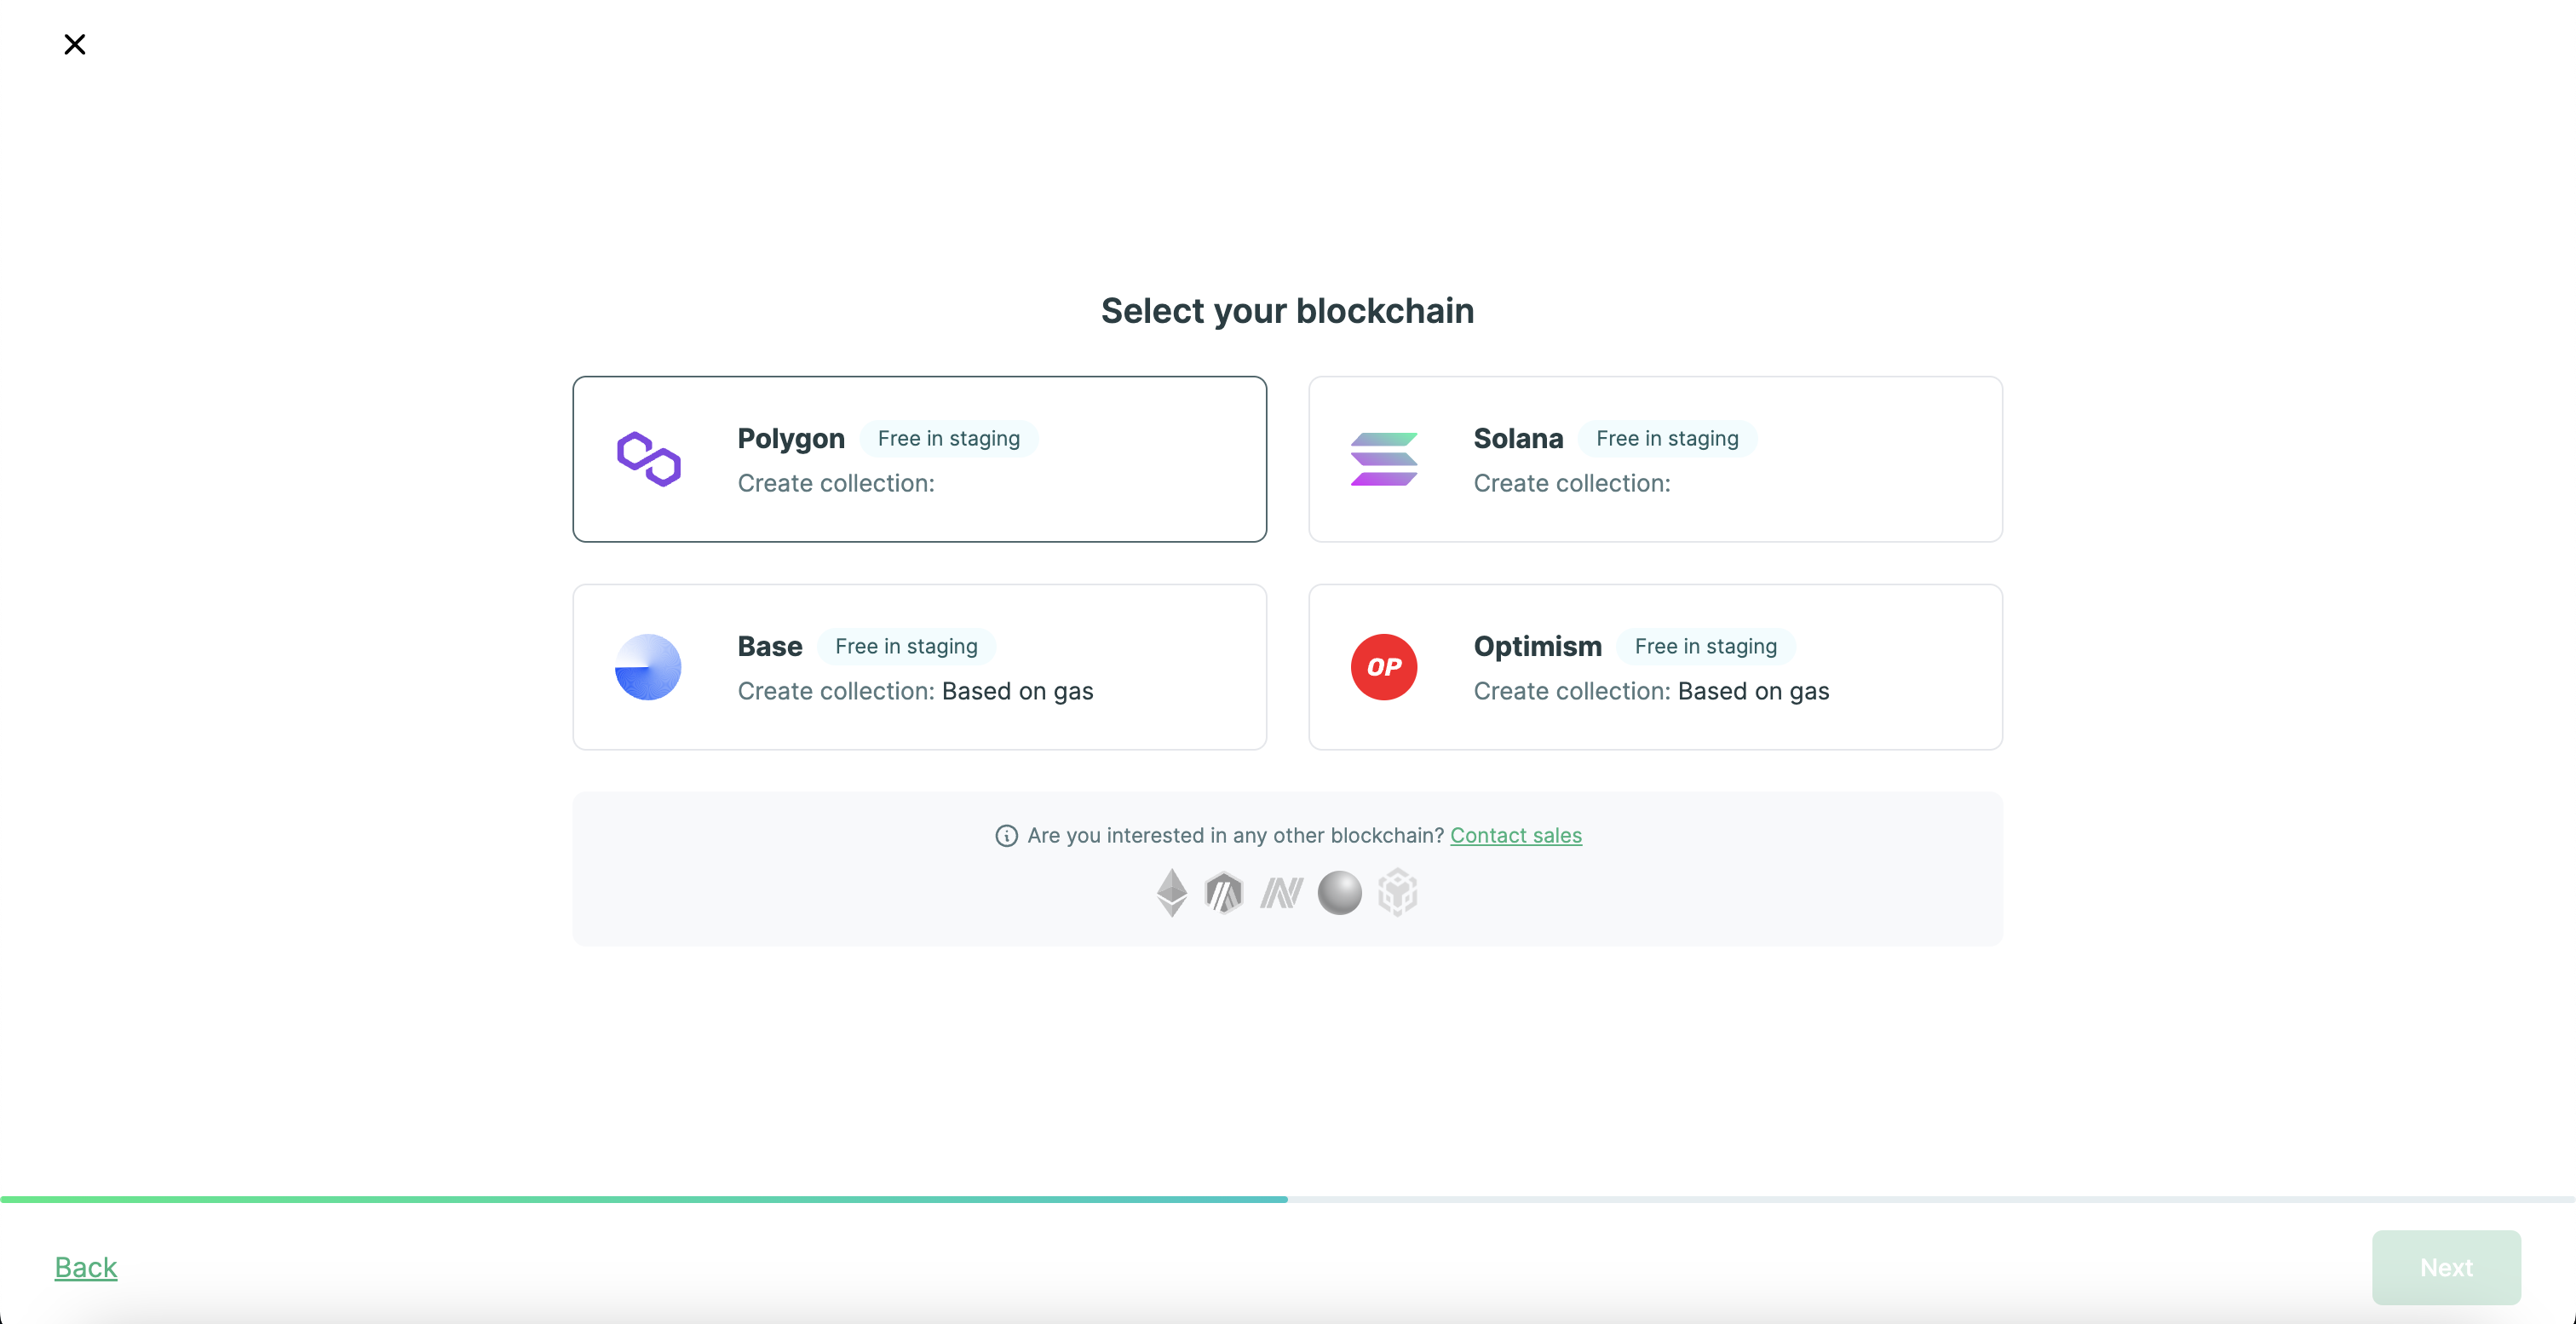 Select your blockchain
Polygon Free in staging
Create collection:
Solana Free in staging
Create collection:
Base Free in staging
Create collection: Based on gas
OP
Optimism Free in staging
Create collection: Based on gas
Are you interested in any other blockchain? Contact sales
Back
Next